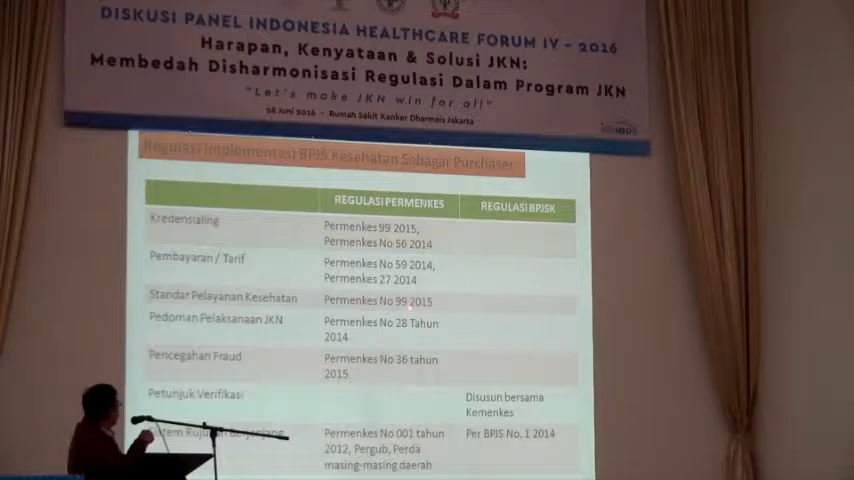 DISKUSI PANEL INDONESIA HEALTHCARE FORUM IV - 2016
Harapan, Kenyataan & Solusi JKN:
Membedah Disharmonisasi Regulasi Dalam Program JKN
"Let's make JKN win for all"
Juni 2016 - Rumah Sakit Kanker Dharmais Jakarta
Regulasi Implementasi BPJS Kesehatan Sebagai Purchaser
REGULASI PERMENKES REGULASI BPJSK
Kredensialing Permenkes 99 2015,
Permenkes No 56 2014
Pembayaran / Tarif Permenkes No 59 2014,
Permenkes 27 2014
Standar Pelayanan Kesehatan Permenkes No 99 2015
Pedoman Pelaksanaan JKN Permenkes No 28 Tahun
2014
Pencegahan Fraud Permenkes No 36 tahun
2015
Petunjuk Verifikasi Disusun bersama
Kemenkes
Sistem Rujukan Berjenjang Permenkes No 001 tahun Per BPJS No. 1 2014
2012, Pergub, Perda
masing-masing daerah